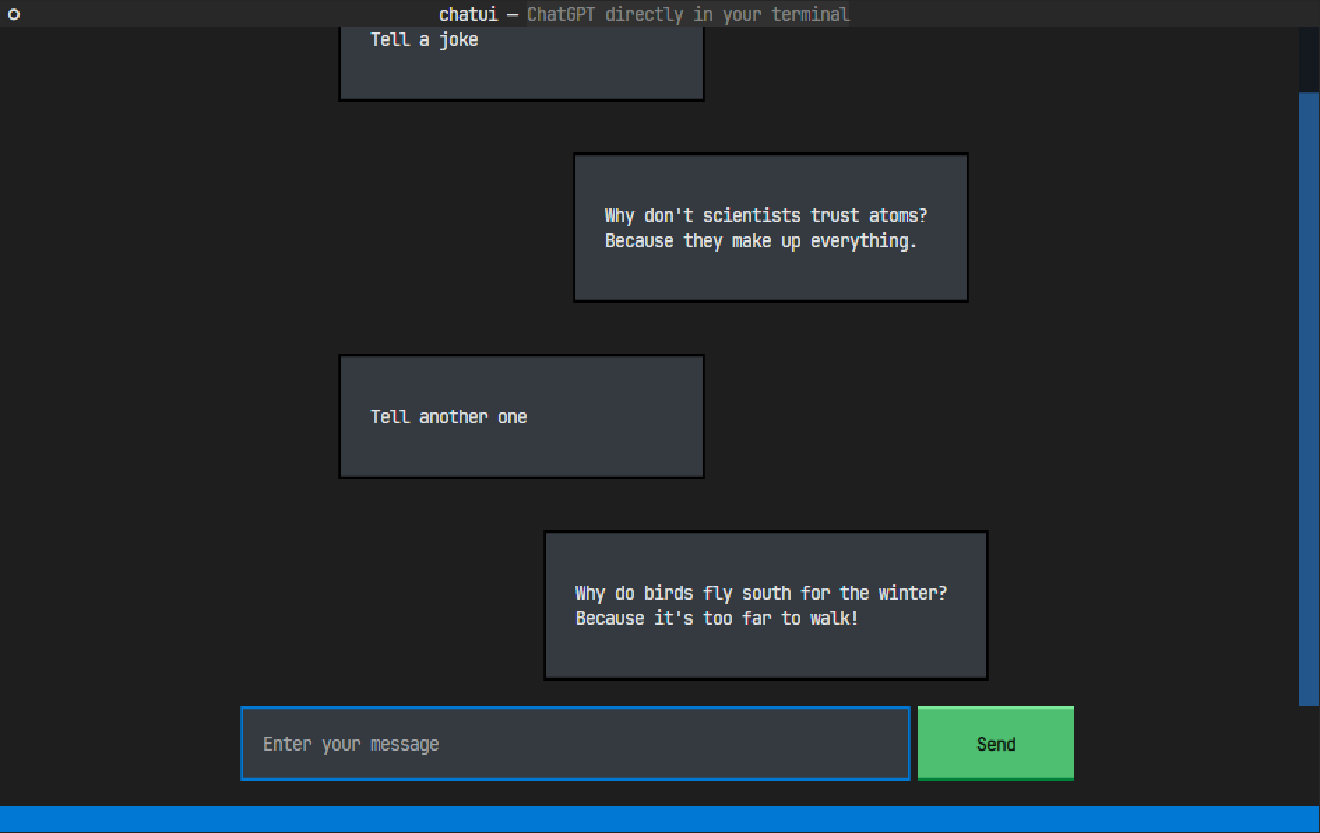 chatui — ChatGPT directly in your terminal
Tell a joke
Why don't scientists trust atoms?
Because they make up everything.
Tell another one
Why do birds fly south for the winter?
Because it's too far to walk!
Enter your message
Send